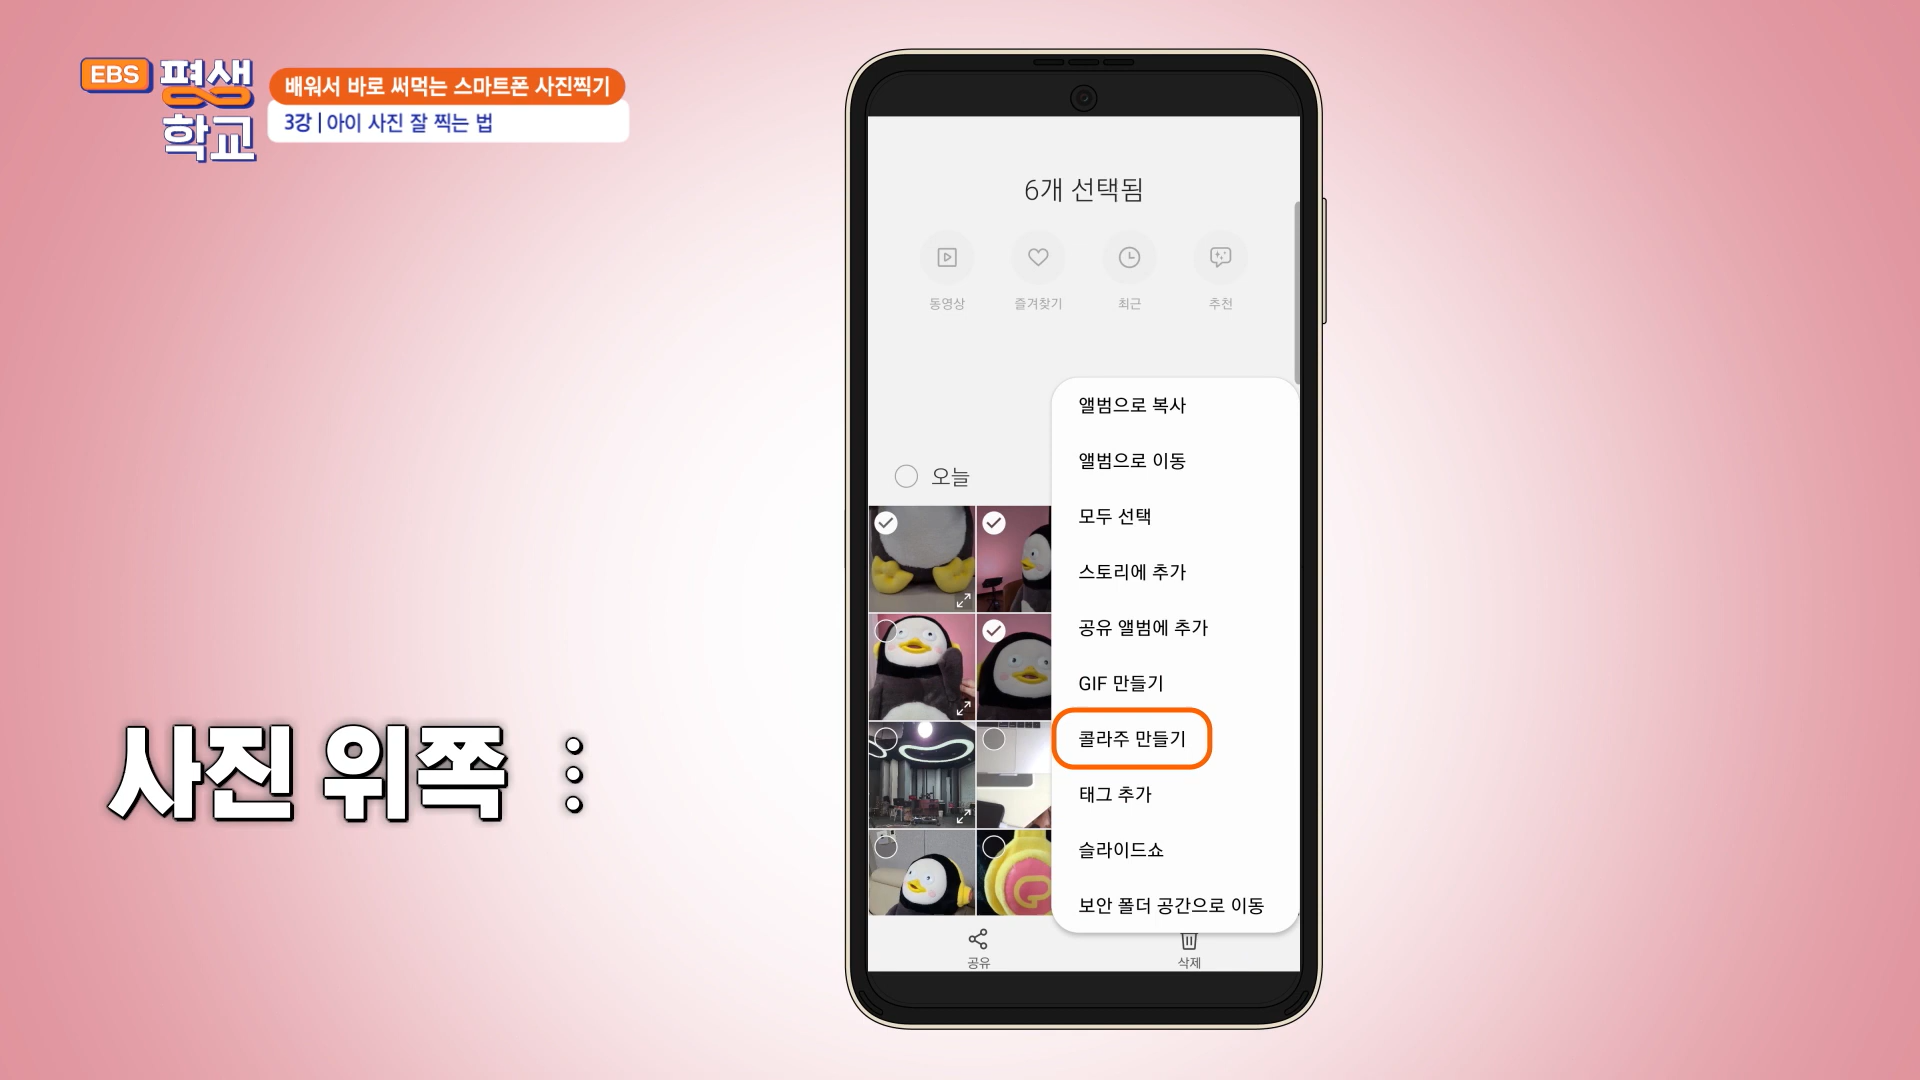 EBS 평생
학교
배워서 바로 써먹는 스마트폰 사진찍기
3강 | 아이 사진 잘 찍는 법
6개 선택됨
동영상 즐겨찾기 최근 추천
앨범으로 복사
앨범으로 이동
오늘
모두 선택
스토리에 추가
공유 앨범에 추가
GIF 만들기
콜라주 만들기
태그 추가
슬라이드쇼
보안 폴더 공간으로 이동
공유 삭제
사진 위쪽 ⋮